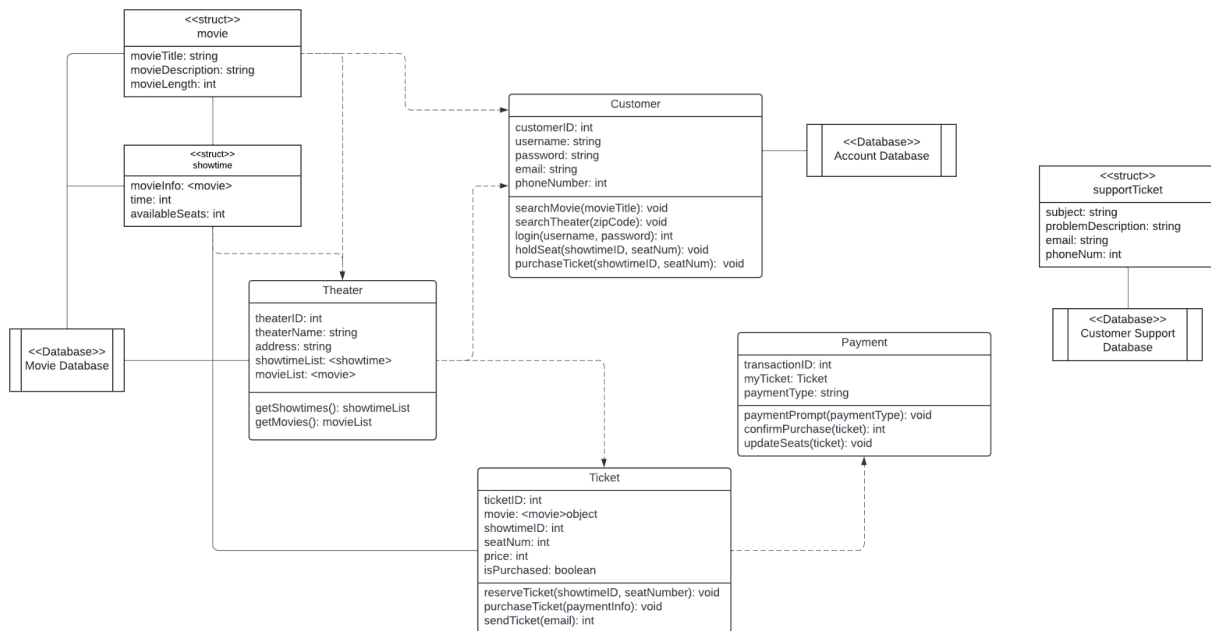 <<struct>>
movie
movieTitle: string
movieDescription: string
movieLength: int
<<struct>>
showtime
movieInfo: <movie>
time: int
availableSeats: int
Customer
customerID: int
username: string
password: string
email: string
phoneNumber: int
searchMovie(movieTitle): void
searchTheater(zipCode): void
login(username, password): int
holdSeat(showtimeID, seatNum): void
purchaseTicket(showtimeID, seatNum): void
<<Database>>
Account Database
<<struct>>
supportTicket
subject: string
problemDescription: string
email: string
phoneNum: int
<<Database>>
Customer Support
Database
Theater
theaterID: int
theaterName: string
address: string
showtimeList: <showtime>
movieList: <movie>
getShowtimes(): showtimeList
getMovies(): movieList
<<Database>>
Movie Database
Payment
transactionID: int
myTicket: Ticket
paymentType: string
paymentPrompt(paymentType): void
confirmPurchase(ticket): int
updateSeats(ticket): void
Ticket
ticketID: int
movie: <movie>object
showtimeID: int
seatNum: int
price: int
isPurchased: boolean
reserveTicket(showtimeID, seatNumber): void
purchaseTicket(paymentInfo): void
sendTicket(email): int